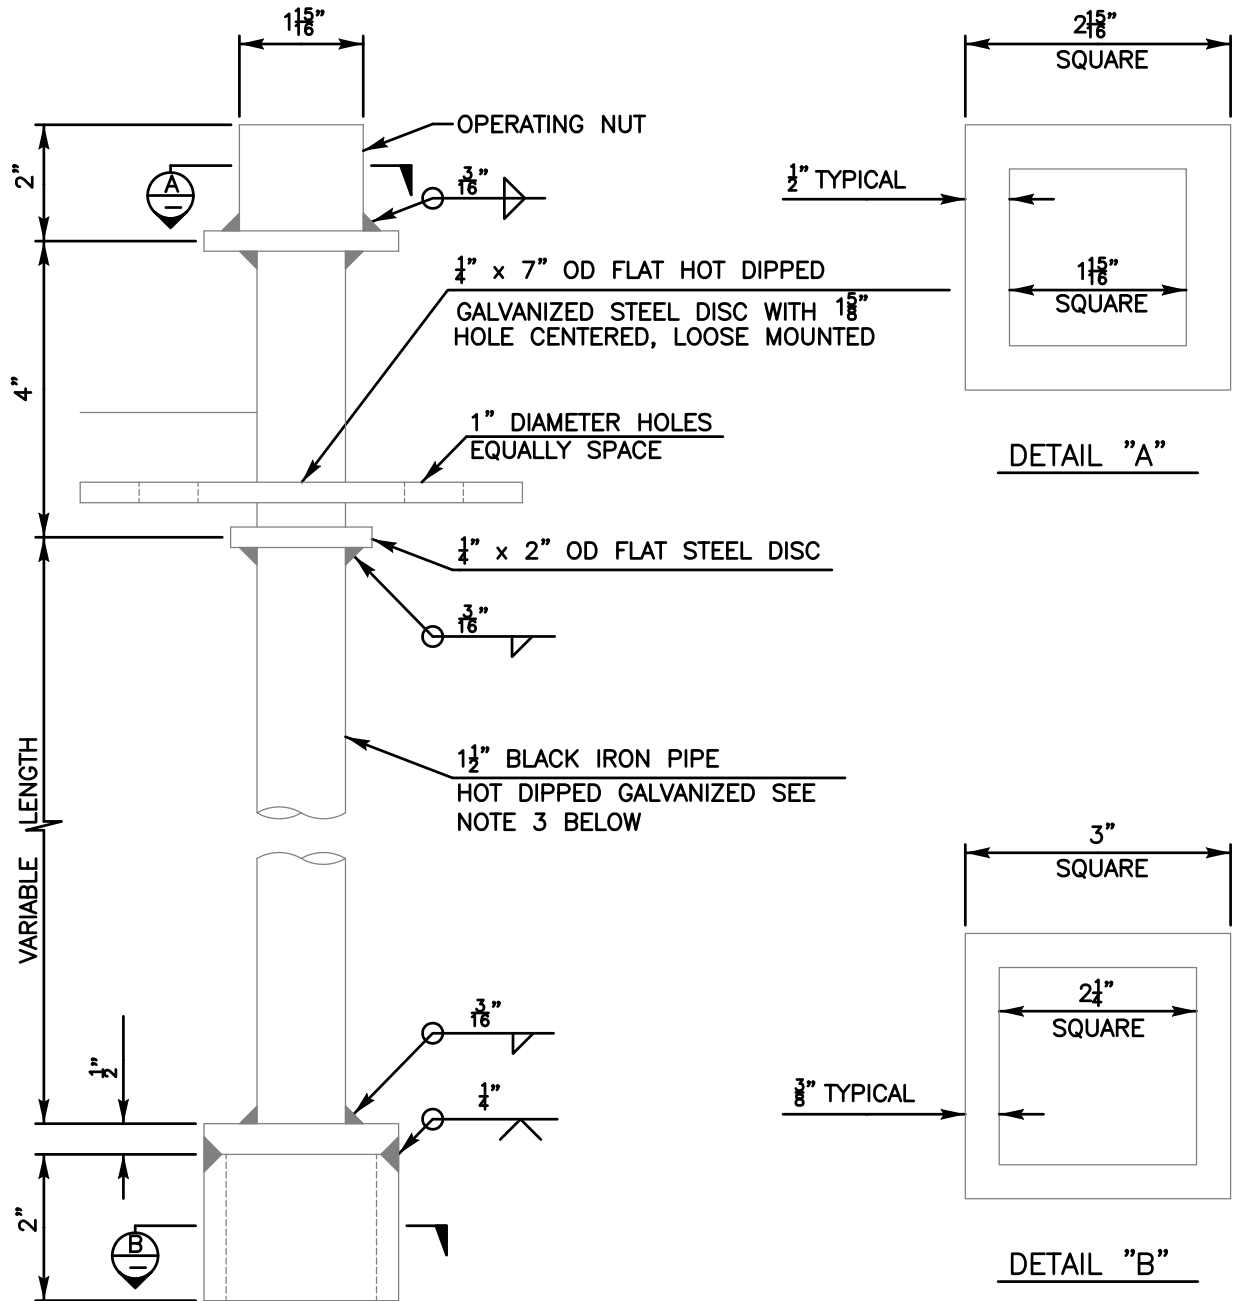 1 15/16"
2 15/16"
SQUARE
OPERATING NUT
2"
A
3/16"
1/2" TYPICAL
1/4" x 7" OD FLAT HOT DIPPED
GALVANIZED STEEL DISC WITH 1 5/8"
HOLE CENTERED, LOOSE MOUNTED
1 15/16"
SQUARE
4"
1" DIAMETER HOLES
EQUALLY SPACE
DETAIL "A"
1/4" x 2" OD FLAT STEEL DISC
3/16"
VARIABLE LENGTH
1 1/2" BLACK IRON PIPE
HOT DIPPED GALVANIZED SEE
NOTE 3 BELOW
3"
SQUARE
2 1/4"
SQUARE
3/16"
1/2"
1/4"
3/8" TYPICAL
2"
B
DETAIL "B"